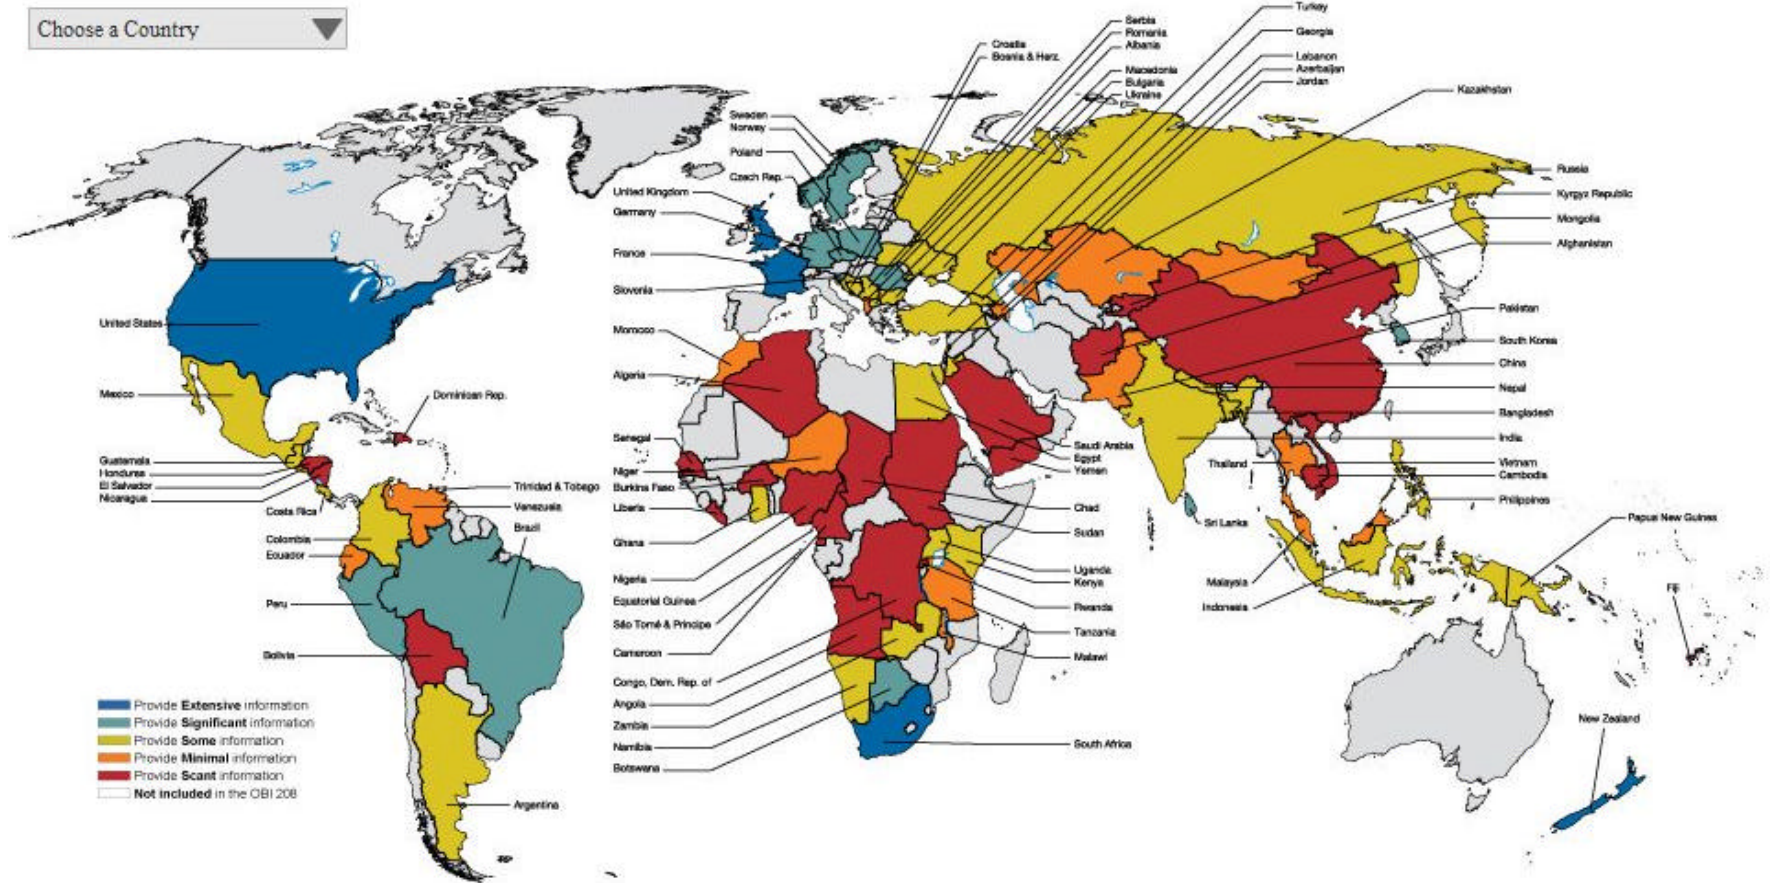 Choose a Country
Turkey
Georgia
Lebanon
Azerbaijan
Jordan
Serbia
Romania
Albania
Macedonia
Bulgaria
Ukraine
Croatia
Bosnia & Herz.
Kazakhstan
Sweden
Norway
Poland
Czech Rep.
United Kingdom
Germany
France
Slovenia
Morocco
Algeria
Senegal
Niger
Burkina Faso
Liberia
Ghana
Nigeria
Equatorial Guinea
São Tomé & Príncipe
Cameroon
Congo, Dem. Rep. of
Angola
Zambia
Namibia
Botswana
Russia
Kyrgyz Republic
Mongolia
Afghanistan
Pakistan
South Korea
China
Nepal
Bangladesh
India
Vietnam
Cambodia
Philippines
Thailand
Sri Lanka
Malaysia
Indonesia
Papua New Guinea
Fiji
New Zealand
Saudi Arabia
Egypt
Yemen
Chad
Sudan
Uganda
Kenya
Rwanda
Tanzania
Malawi
South Africa
United States
Mexico
Dominican Rep.
Guatemala
Honduras
El Salvador
Nicaragua
Costa Rica
Trinidad & Tobago
Venezuela
Brazil
Colombia
Ecuador
Peru
Bolivia
Argentina
Provide Extensive information
Provide Significant information
Provide Some information
Provide Minimal information
Provide Scant information
Not included in the OBI 208